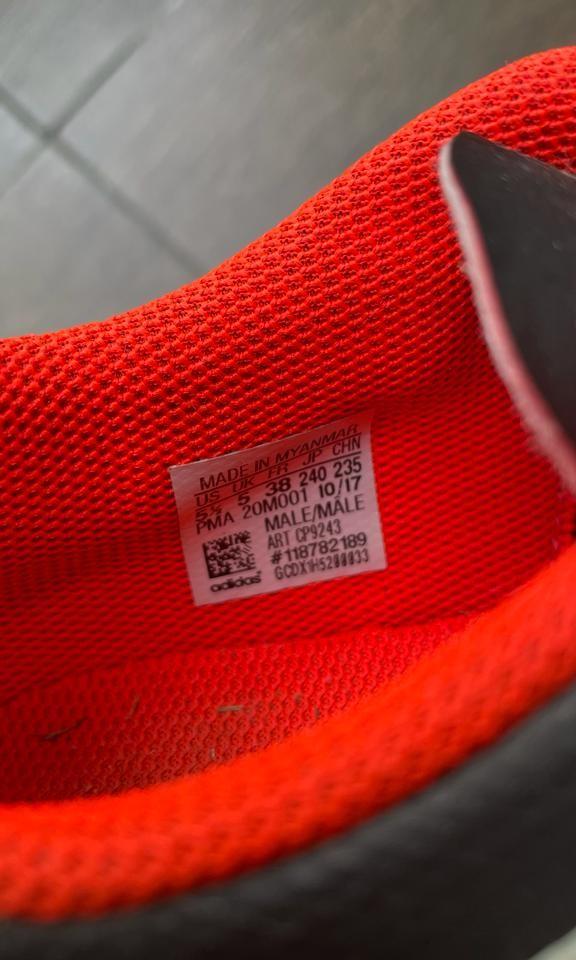 MADE IN MYANMAR
US UK FR JP CHN
5½ 5 38 240 235
PMA 20M001 10/17
MALE/MÂLE
ART CP9243
#118782189
adidas GCDX1H5200033